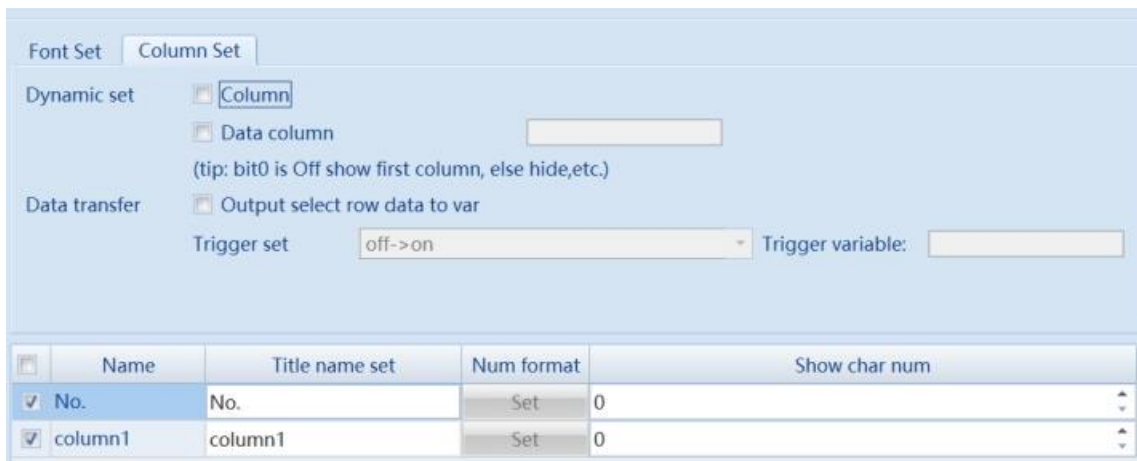 Font Set Column Set
Dynamic set Column
Data column
(tip: bit0 is Off show first column, else hide,etc.)
Data transfer Output select row data to var
Trigger set off->on Trigger variable:
Name Title name set Num format Show char num
No. No. Set 0
column1 column1 Set 0